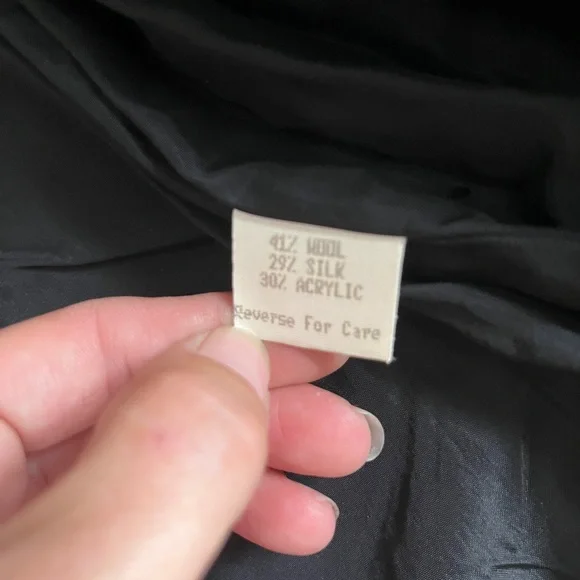 41% WOOL
29% SILK
30% ACRYLIC
Reverse For Care